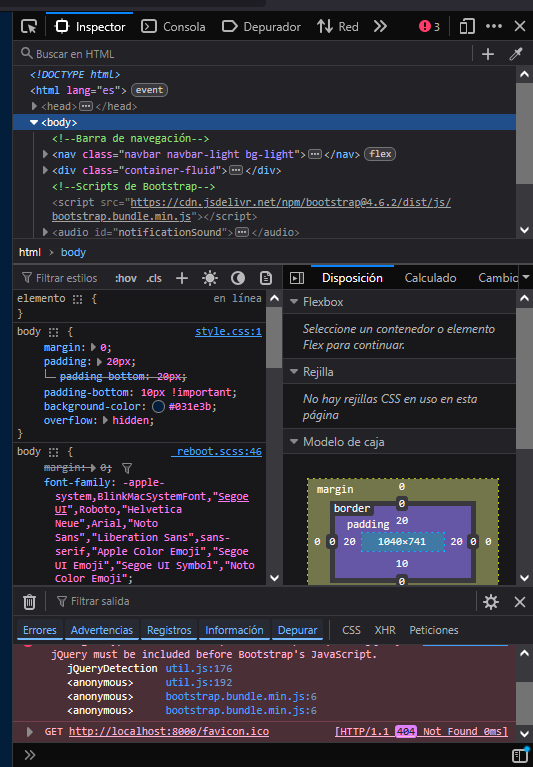 Inspector Consola Depurador Red 3
Buscar en HTML
<!DOCTYPE html>
<html lang="es"> event
<head> </head>
<body>
<!--Barra de navegación-->
<nav class="navbar navbar-light bg-light"> </nav> flex
<div class="container-fluid"> </div>
<!--Scripts de Bootstrap-->
<script src="https://cdn.jsdelivr.net/npm/bootstrap@4.6.2/dist/js/
bootstrap.bundle.min.js"></script>
<audio id="notificationSound"> </audio>
html > body
Filtrar estilos :hov .cls
elemento { en línea
}
body { style.css:1
margin: 0;
padding: 20px;
padding-bottom: 20px;
padding-bottom: 10px !important;
background-color: #031e3b;
overflow: hidden;
}
body { _reboot.scss:46
margin: 0;
font-family: -apple-
system,BlinkMacSystemFont,"Segoe
UI",Roboto,"Helvetica
Neue",Arial,"Noto
Sans","Liberation Sans",sans-
serif,"Apple Color Emoji","Segoe
UI Emoji","Segoe UI Symbol","Noto
Color Emoji";
Disposición Calculado Cambio
Flexbox
Seleccione un contenedor o elemento
Flex para continuar.
Rejilla
No hay rejillas CSS en uso en esta
página
Modelo de caja
margin 0
border 0
padding 20
0 0 20 1040×741 20 0 0
10
0
Filtrar salida
Errores Advertencias Registros Información Depurar CSS XHR Peticiones
jQuery must be included before Bootstrap's JavaScript.
jQueryDetection util.js:176
<anonymous> util.js:192
<anonymous> bootstrap.bundle.min.js:6
<anonymous> bootstrap.bundle.min.js:6
GET http://localhost:8000/favicon.ico [HTTP/1.1 404 Not Found 0ms]